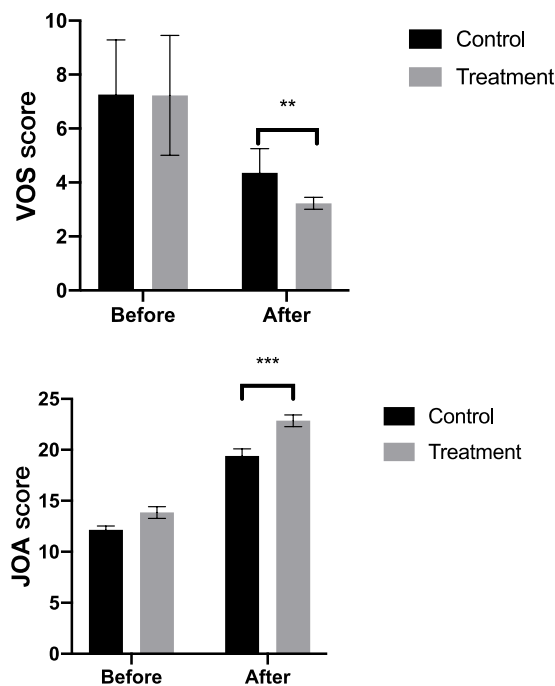 10
8
6
4
2
0
VOS score
**
Before
After
Control
Treatment
25
20
15
10
5
0
JOA score
***
Before
After
Control
Treatment